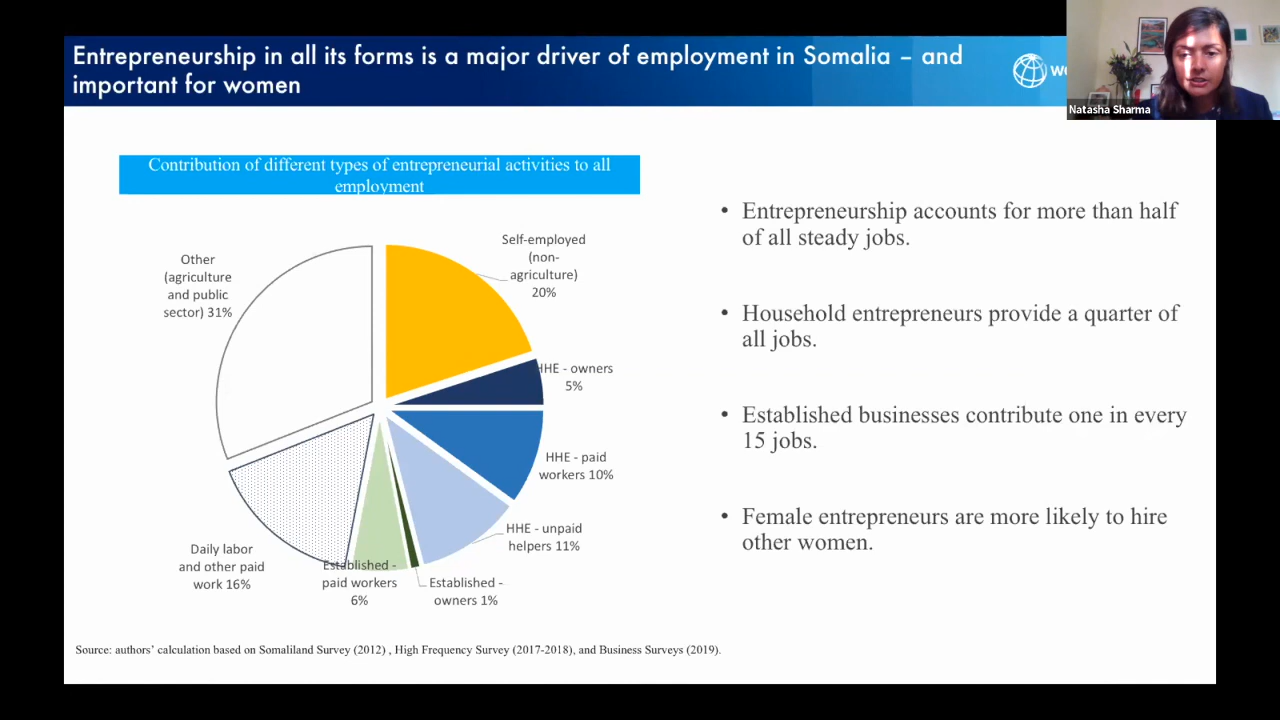 Entrepreneurship in all its forms is a major driver of employment in Somalia – and
important for women
Natasha Sharma
Contribution of different types of entrepreneurial activities to all
employment
Self-employed
(non-
agriculture)
20%
HHE - owners
5%
HHE - paid
workers 10%
HHE - unpaid
helpers 11%
Established -
owners 1%
Established -
paid workers
6%
Daily labor
and other paid
work 16%
Other
(agriculture
and public
sector) 31%
• Entrepreneurship accounts for more than half
of all steady jobs.
• Household entrepreneurs provide a quarter of
all jobs.
• Established businesses contribute one in every
15 jobs.
• Female entrepreneurs are more likely to hire
other women.
Source: authors’ calculation based on Somaliland Survey (2012) , High Frequency Survey (2017-2018), and Business Surveys (2019).